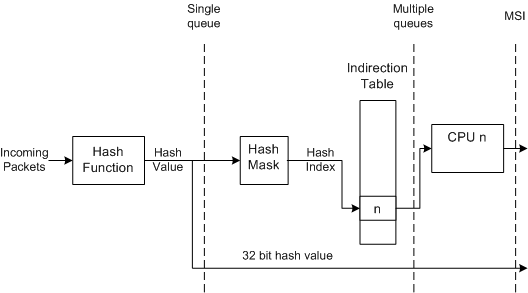 Single
queue
Multiple
queues
MSI
Indirection
Table
Incoming
Packets
Hash
Function
Hash
Value
Hash
Mask
Hash
Index
n
CPU n
32 bit hash value